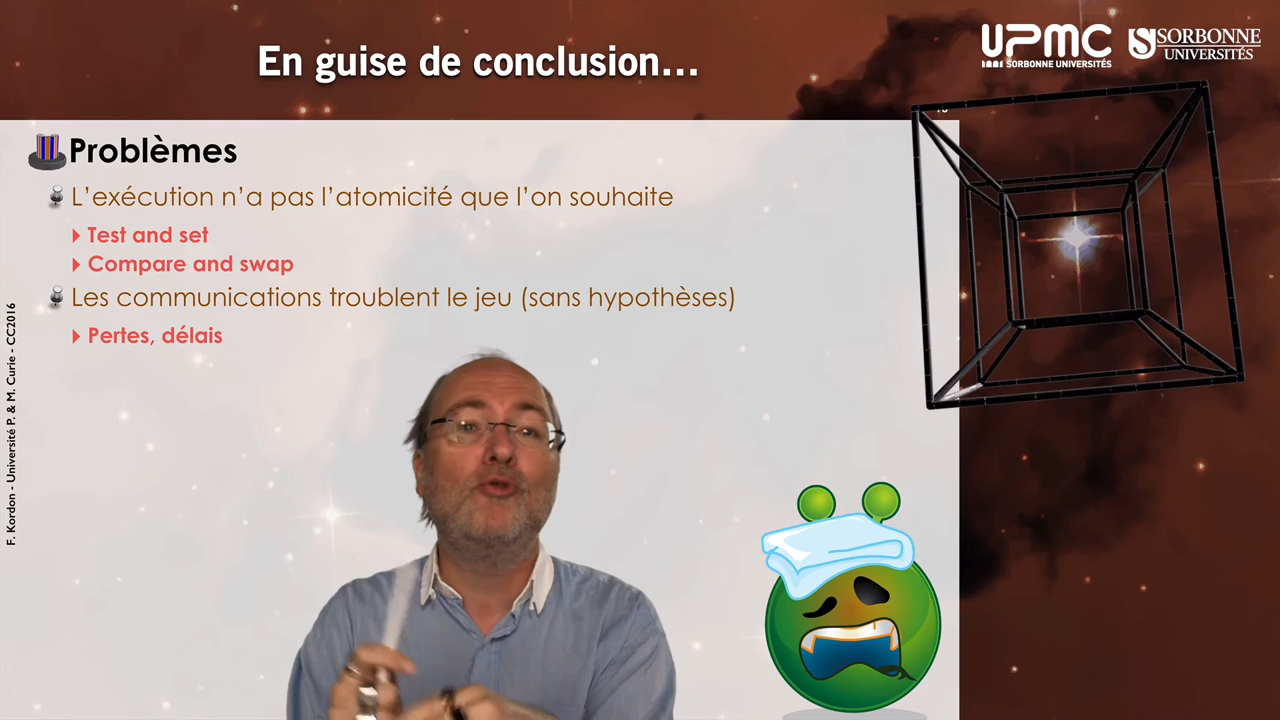 En guise de conclusion...
UPMC
SORBONNE UNIVERSITÉS
SORBONNE
UNIVERSITÉS
Problèmes
L'exécution n'a pas l'atomicité que l'on souhaite
Test and set
Compare and swap
Les communications troublent le jeu (sans hypothèses)
Pertes, délais
F. Kordon - Université P. & M. Curie - CC2016